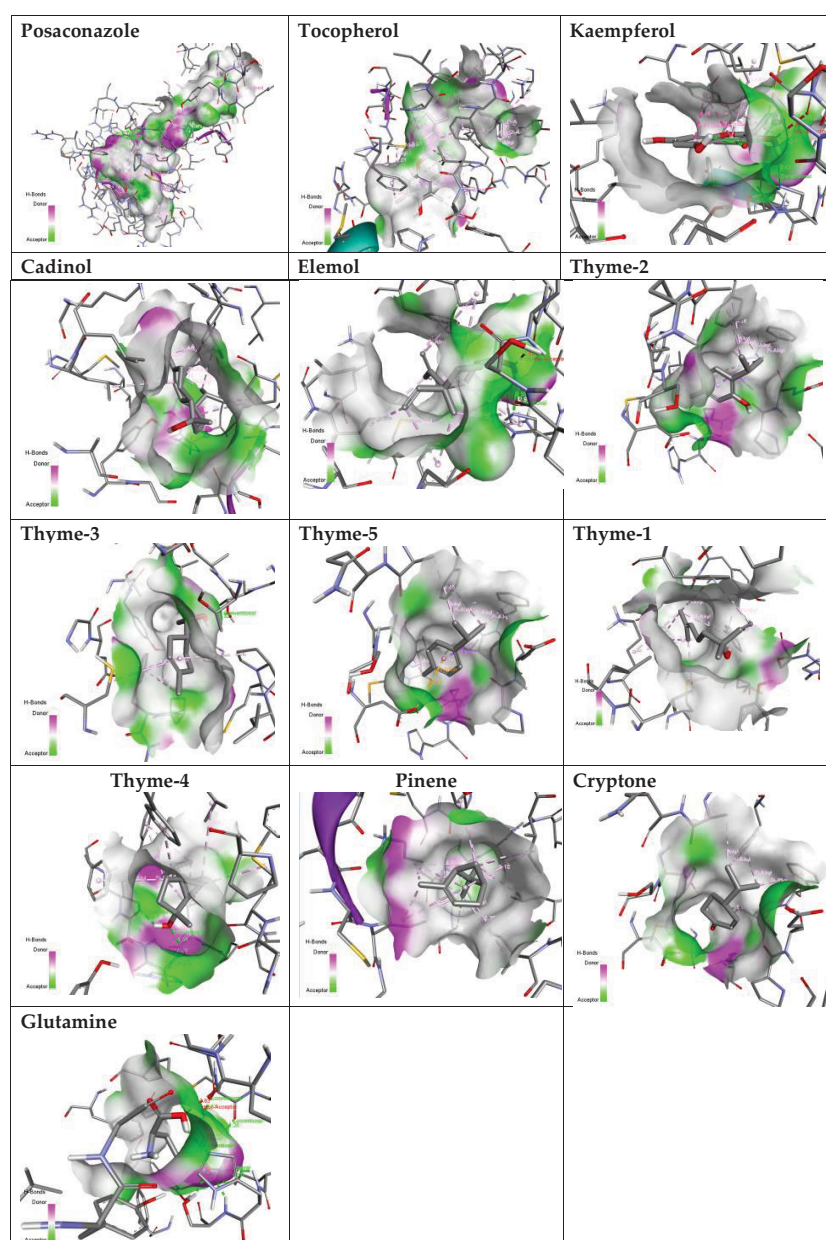 Posaconazole
H-Bonds
Donor
Acceptor
Tocopherol
H-Bonds
Donor
Acceptor
Kaempferol
H-Bonds
Donor
Acceptor
Cadinol
H-Bonds
Donor
Acceptor
Elemol
H-Bonds
Donor
Acceptor
Thyme-2
H-Bonds
Donor
Acceptor
Thyme-3
H-Bonds
Donor
Acceptor
Thyme-5
H-Bonds
Donor
Acceptor
Thyme-1
H-Bonds
Donor
Acceptor
Thyme-4
H-Bonds
Donor
Acceptor
Pinene
H-Bonds
Donor
Acceptor
Cryptone
H-Bonds
Donor
Acceptor
Glutamine
H-Bonds
Donor
Acceptor